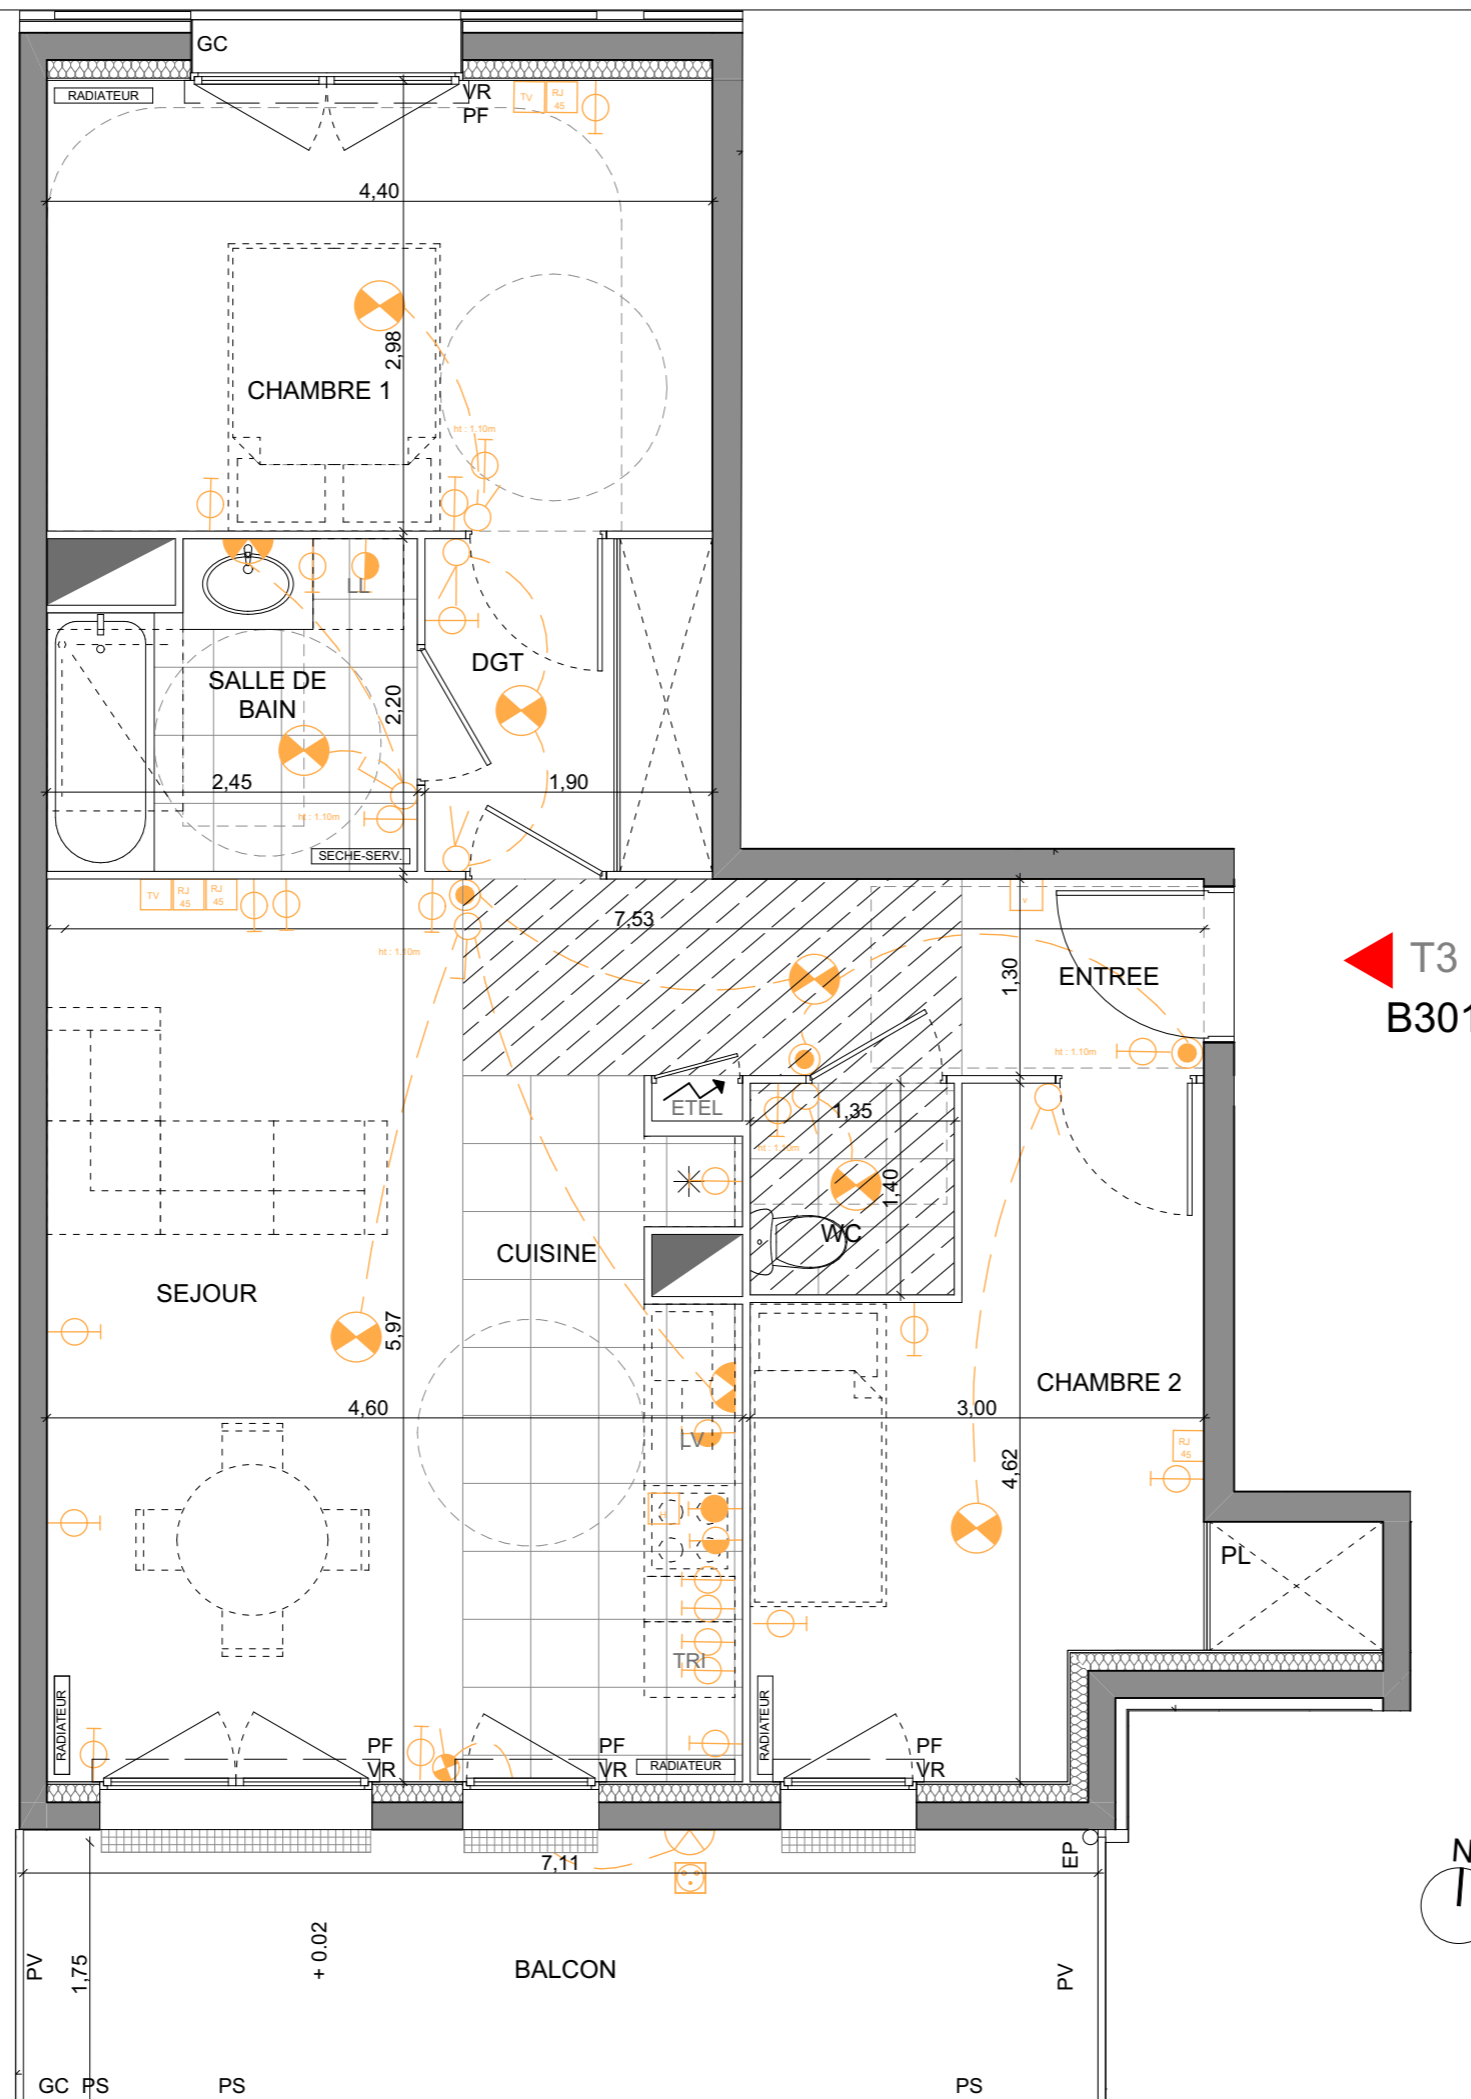 GC
RADIATEUR
VR
PF
TV
RJ
45
4,40
2,98
CHAMBRE 1
ht : 1.10m
LL
DGT
SALLE DE
BAIN
2,20
2,45
1,90
ht : 1.10m
SECHE-SERV.
TV
RJ
45
RJ
45
v
7,53
ht : 1.10m
1,30
ENTREE
T3
B301
ht : 1.10m
ETEL
1,35
ht : 1.10m
1,40
WC
CUISINE
SEJOUR
5,97
CHAMBRE 2
4,60
3,00
LV
RJ
45
4,62
PL
TRI
RADIATEUR
RADIATEUR
PF
VR
PF
VR
RADIATEUR
PF
VR
7,11
EP
N
PV
1,75
+ 0.02
BALCON
PV
GC
PS
PS
PS